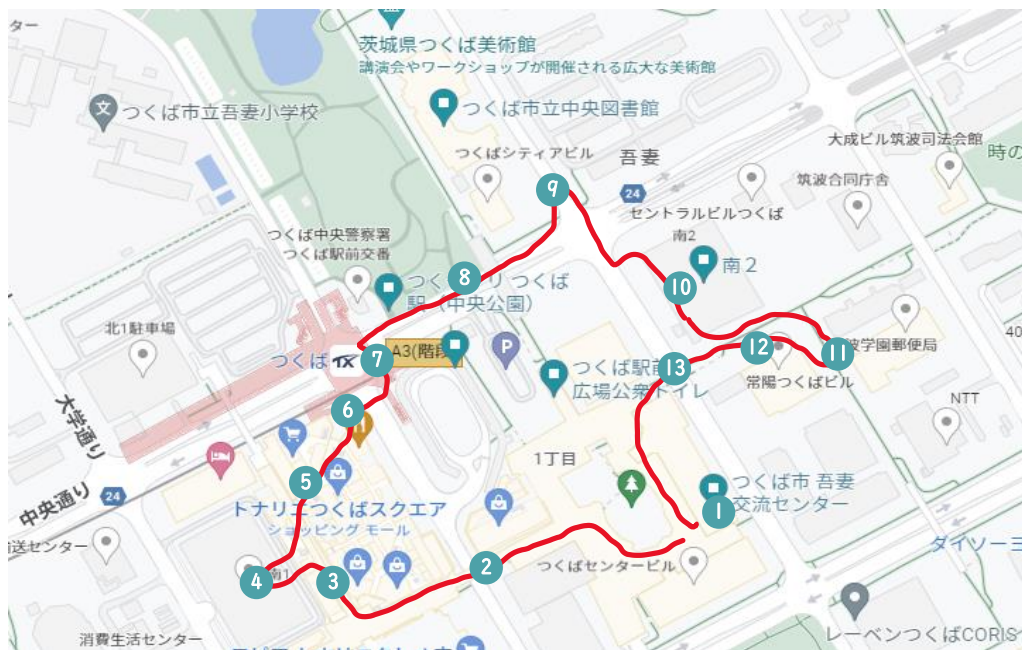 ター
茨城県つくば美術館
講演会やワークショップが開催される広大な美術館
つくば市立吾妻小学校
つくば市立中央図書館
つくばシティアビル
吾妻
24
大成ビル筑波司法会館
時の
筑波合同庁舎
9
セントラルビルつくば
南2
つくば中央警察署
つくば駅前交番
8
南2
10
北1駐車場
つくば
TX
7
A3(階段
P
13
12
11
波学園郵便局
常陽つくばビル
つくば駅前
広場公衆トイレ
40
NTT
大学通り
6
5
1丁目
中央通り
24
トナリエつくばスクエア
ショッピング モール
つくば市 吾妻
交流センター
1
送センター
4
南1
3
2
つくばセンタービル
ダイソーヨ
消費生活センター
レーベンつくばCORIS